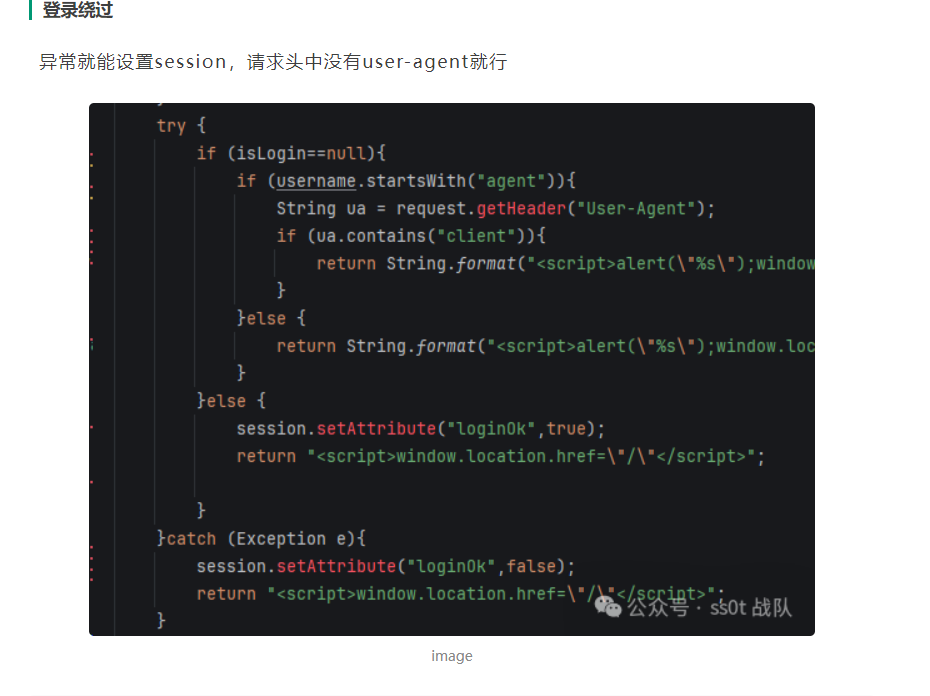 登录绕过
异常就能设置session，请求头中没有user-agent就行
try {
if (isLogin==null){
if (username.startsWith("agent")){
String ua = request.getHeader("User-Agent");
if (ua.contains("client")){
return String.format("<script>alert(\"%s\");window
}
}else {
return String.format("<script>alert(\"%s\");window.loc
}
}else {
session.setAttribute("loginOk",true);
return "<script>window.location.href=\"/\"</script>";
}
}catch (Exception e){
session.setAttribute("loginOk",false);
return "<script>window.location.href=\"/\"</script>";
公众号 · ss0t 战队
}
image